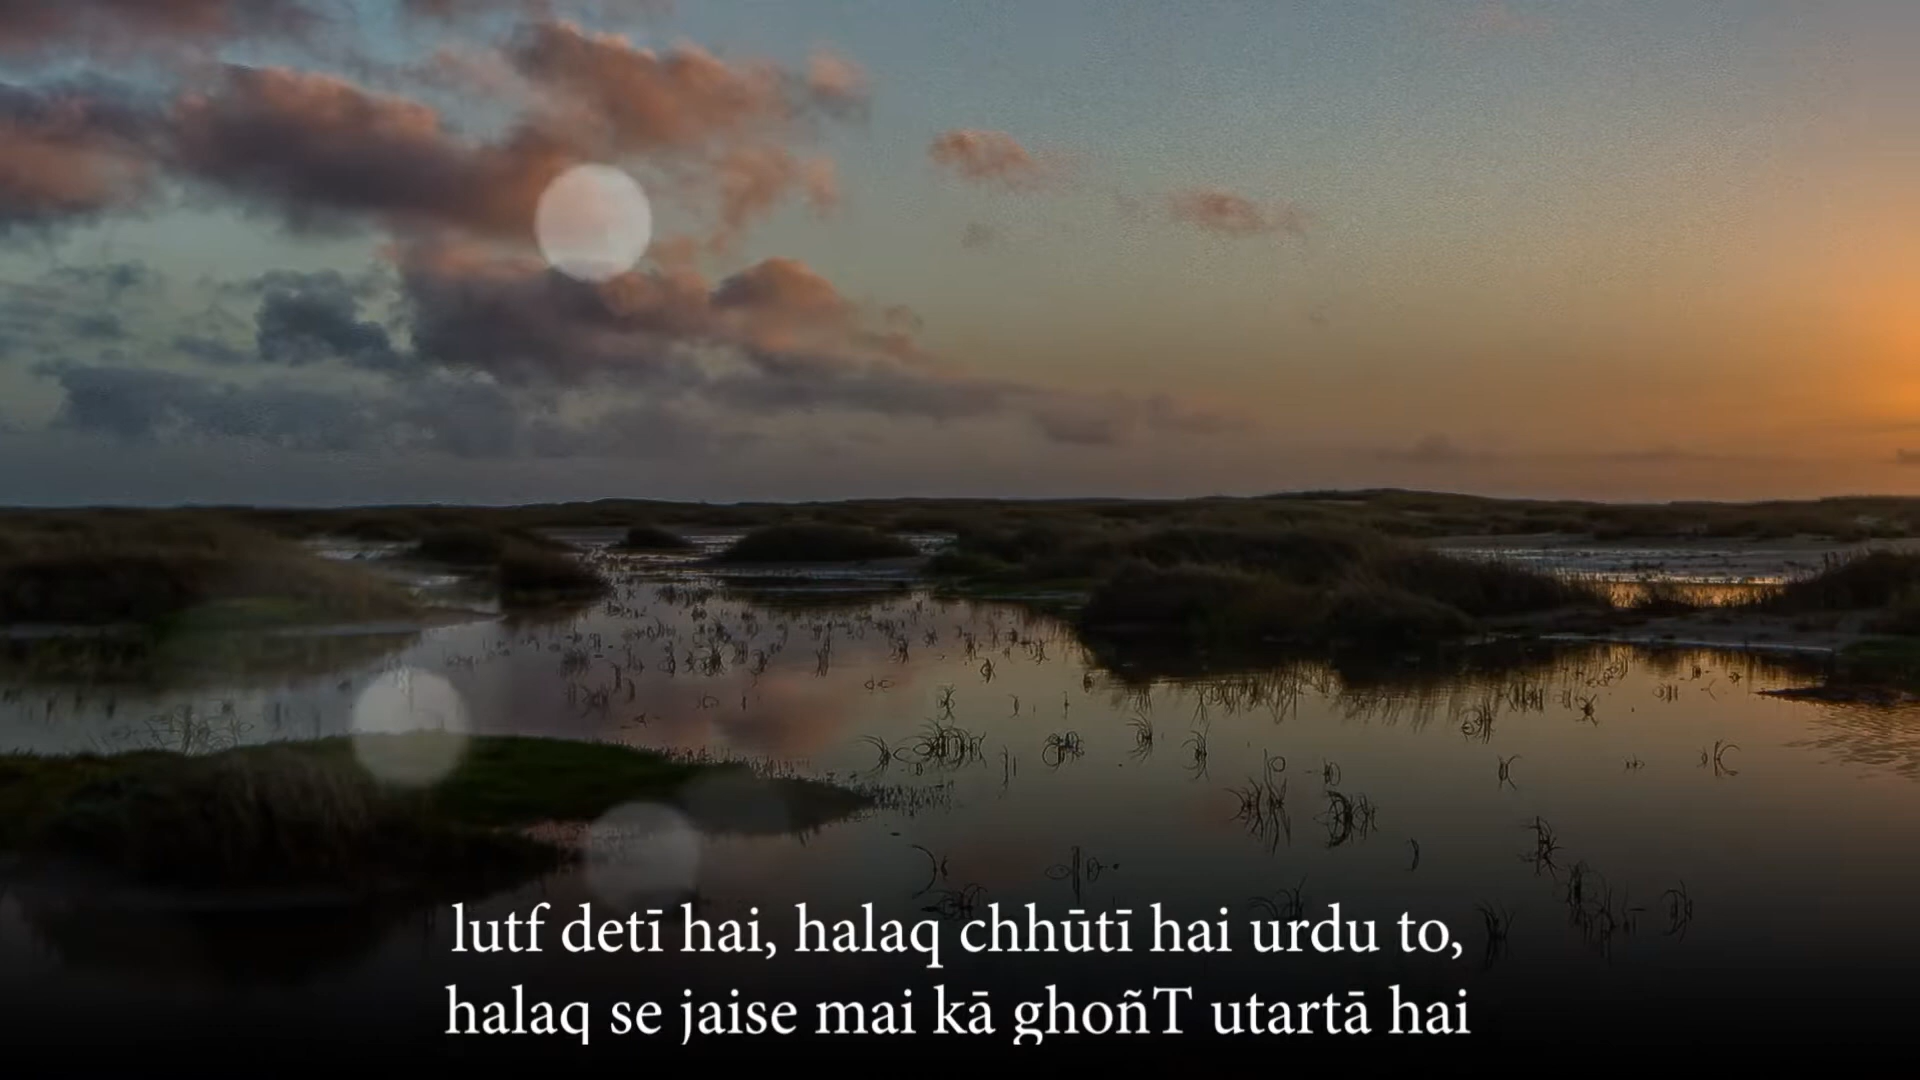 lutf detī hai, halaq chhūtī hai urdu to,
halaq se jaise mai kā ghoñT utartā hai